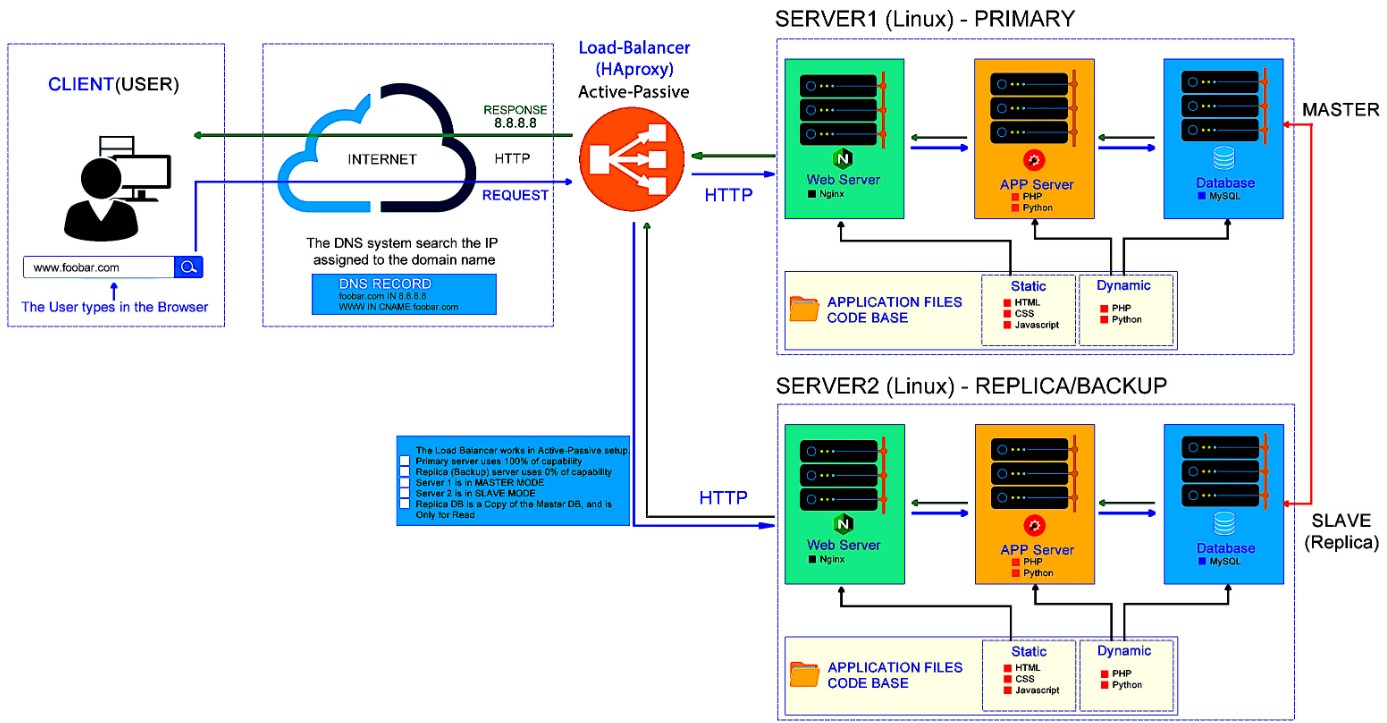 SERVER1 (Linux) - PRIMARY
CLIENT(USER)
www.foobar.com
The User types in the Browser
RESPONSE
8.8.8.8
INTERNET
HTTP
REQUEST
The DNS system search the IP
assigned to the domain name
DNS RECORD
foobar.com IN 8.8.8.8
WWW IN CNAME foobar.com
Load-Balancer
(HAproxy)
Active-Passive
HTTP
Web Server
Nginx
APP Server
PHP
Python
Database
MySQL
MASTER
APPLICATION FILES
CODE BASE
Static
HTML
CSS
Javascript
Dynamic
PHP
Python
SERVER2 (Linux) - REPLICA/BACKUP
The Load Balancer works in Active-Passive setup.
Primary server uses 100% of capability
Replica (Backup) server uses 0% of capability
Server 1 is in MASTER MODE
Server 2 is in SLAVE MODE
Replica DB is a Copy of the Master DB, and is
Only for Read
HTTP
Web Server
Nginx
APP Server
PHP
Python
Database
MySQL
SLAVE
(Replica)
APPLICATION FILES
CODE BASE
Static
HTML
CSS
Javascript
Dynamic
PHP
Python